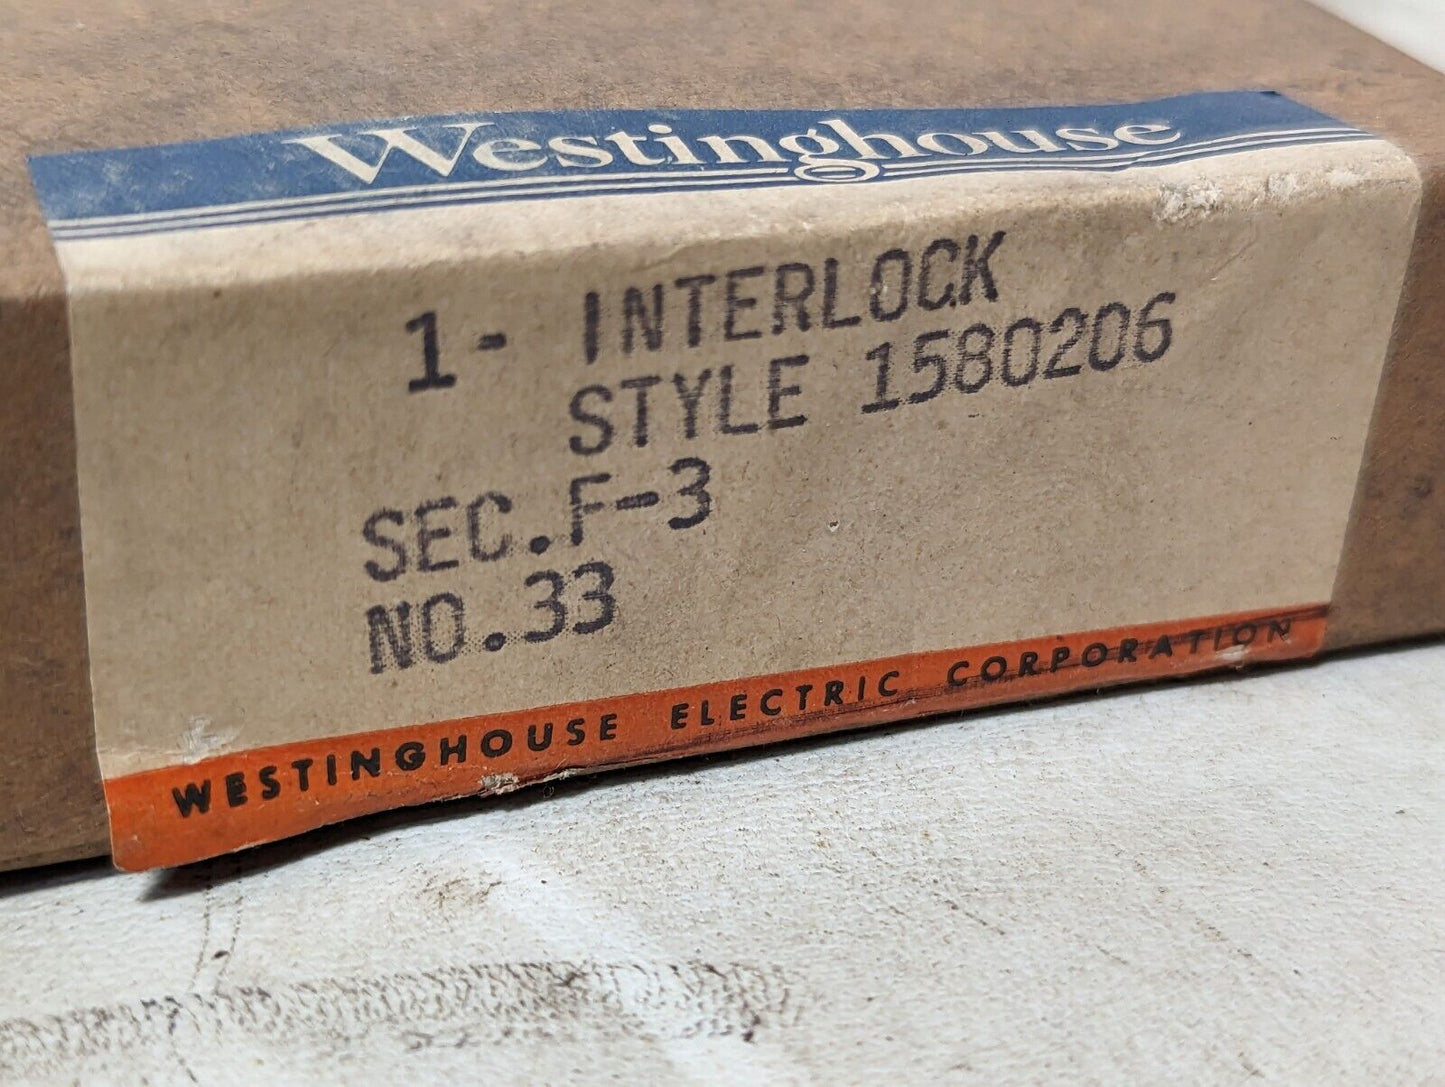 Westinghouse
1- INTERLOCK
STYLE 1580206
SEC.F-3
NO.33
WESTINGHOUSE ELECTRIC CORPORATION